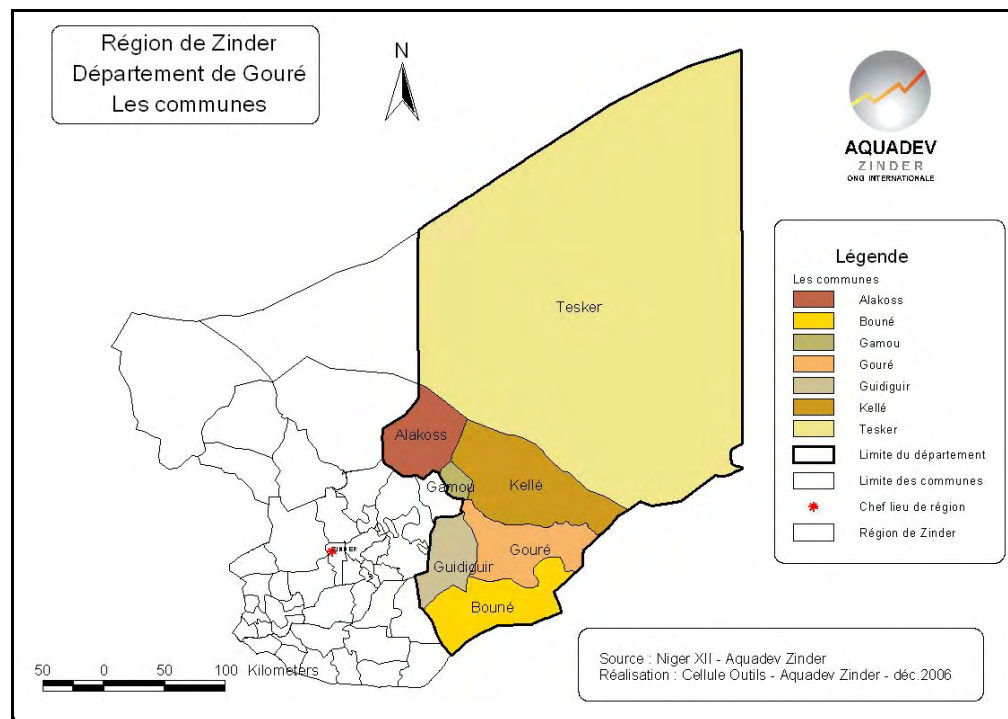 Région de Zinder
Département de Gouré
Les communes
N
AQUADEV
ZINDER
ONG INTERNATIONALE
Tesker
Alakoss
Gamou
Kellé
Gouré
Guidiguir
Bouné
ZINDER
Légende
Les communes
Alakoss
Bouné
Gamou
Gouré
Guidiguir
Kellé
Tesker
Limite du département
Limite des communes
Chef lieu de région
Région de Zinder
50 0 50 100 Kilometers
Source : Niger XII - Aquadev Zinder
Réalisation : Cellule Outils - Aquadev Zinder - déc.2006